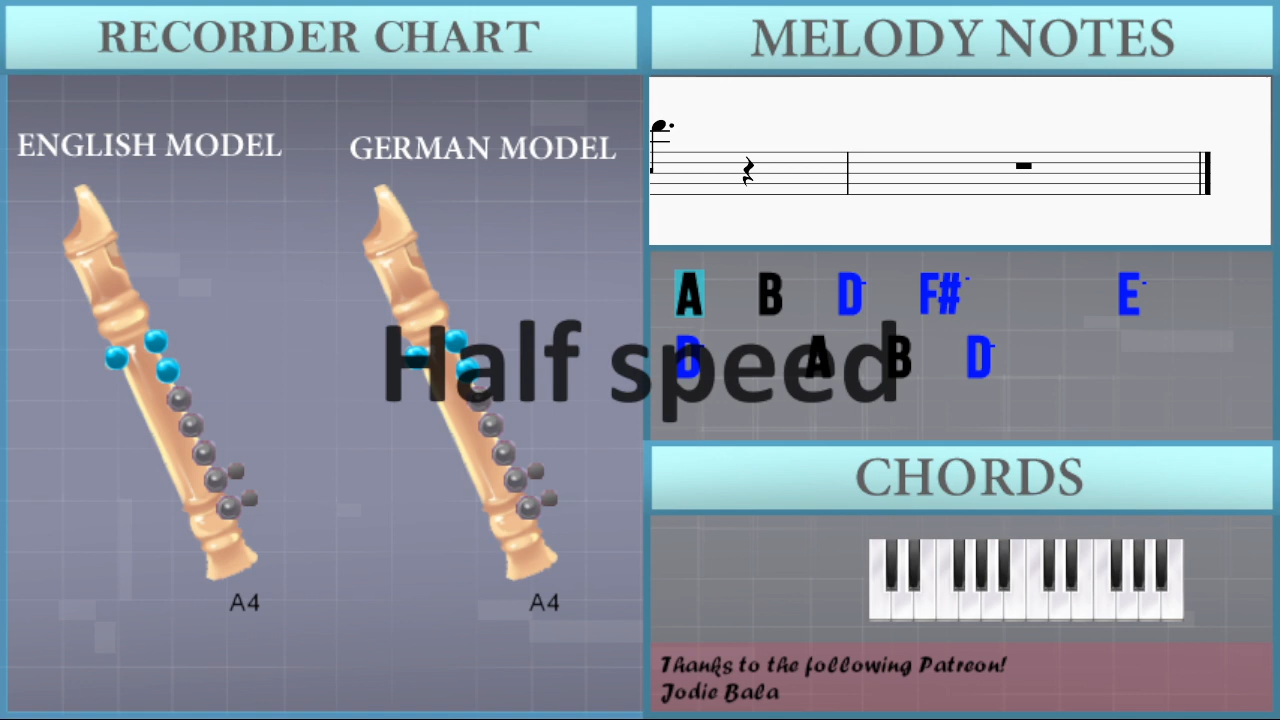 RECORDER CHART
MELODY NOTES
ENGLISH MODEL
GERMAN MODEL
A B D- F#- E-
D- A B D-
Half speed
CHORDS
A4
A4
Thanks to the following Patreon!
Jodie Bala